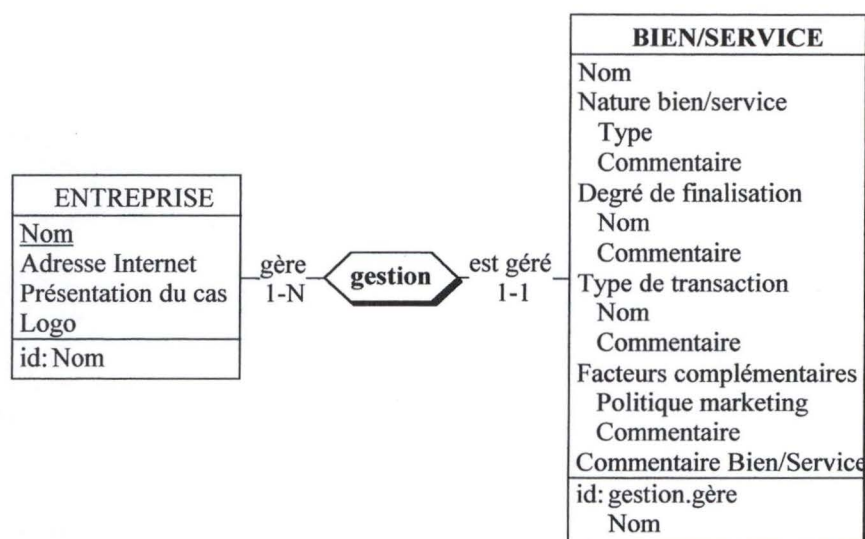 ENTREPRISE
Nom
Adresse Internet
Présentation du cas
Logo
id: Nom
gère
1-N
gestion
est géré
1-1
BIEN/SERVICE
Nom
Nature bien/service
Type
Commentaire
Degré de finalisation
Nom
Commentaire
Type de transaction
Nom
Commentaire
Facteurs complémentaires
Politique marketing
Commentaire
Commentaire Bien/Service
id: gestion.gère
Nom